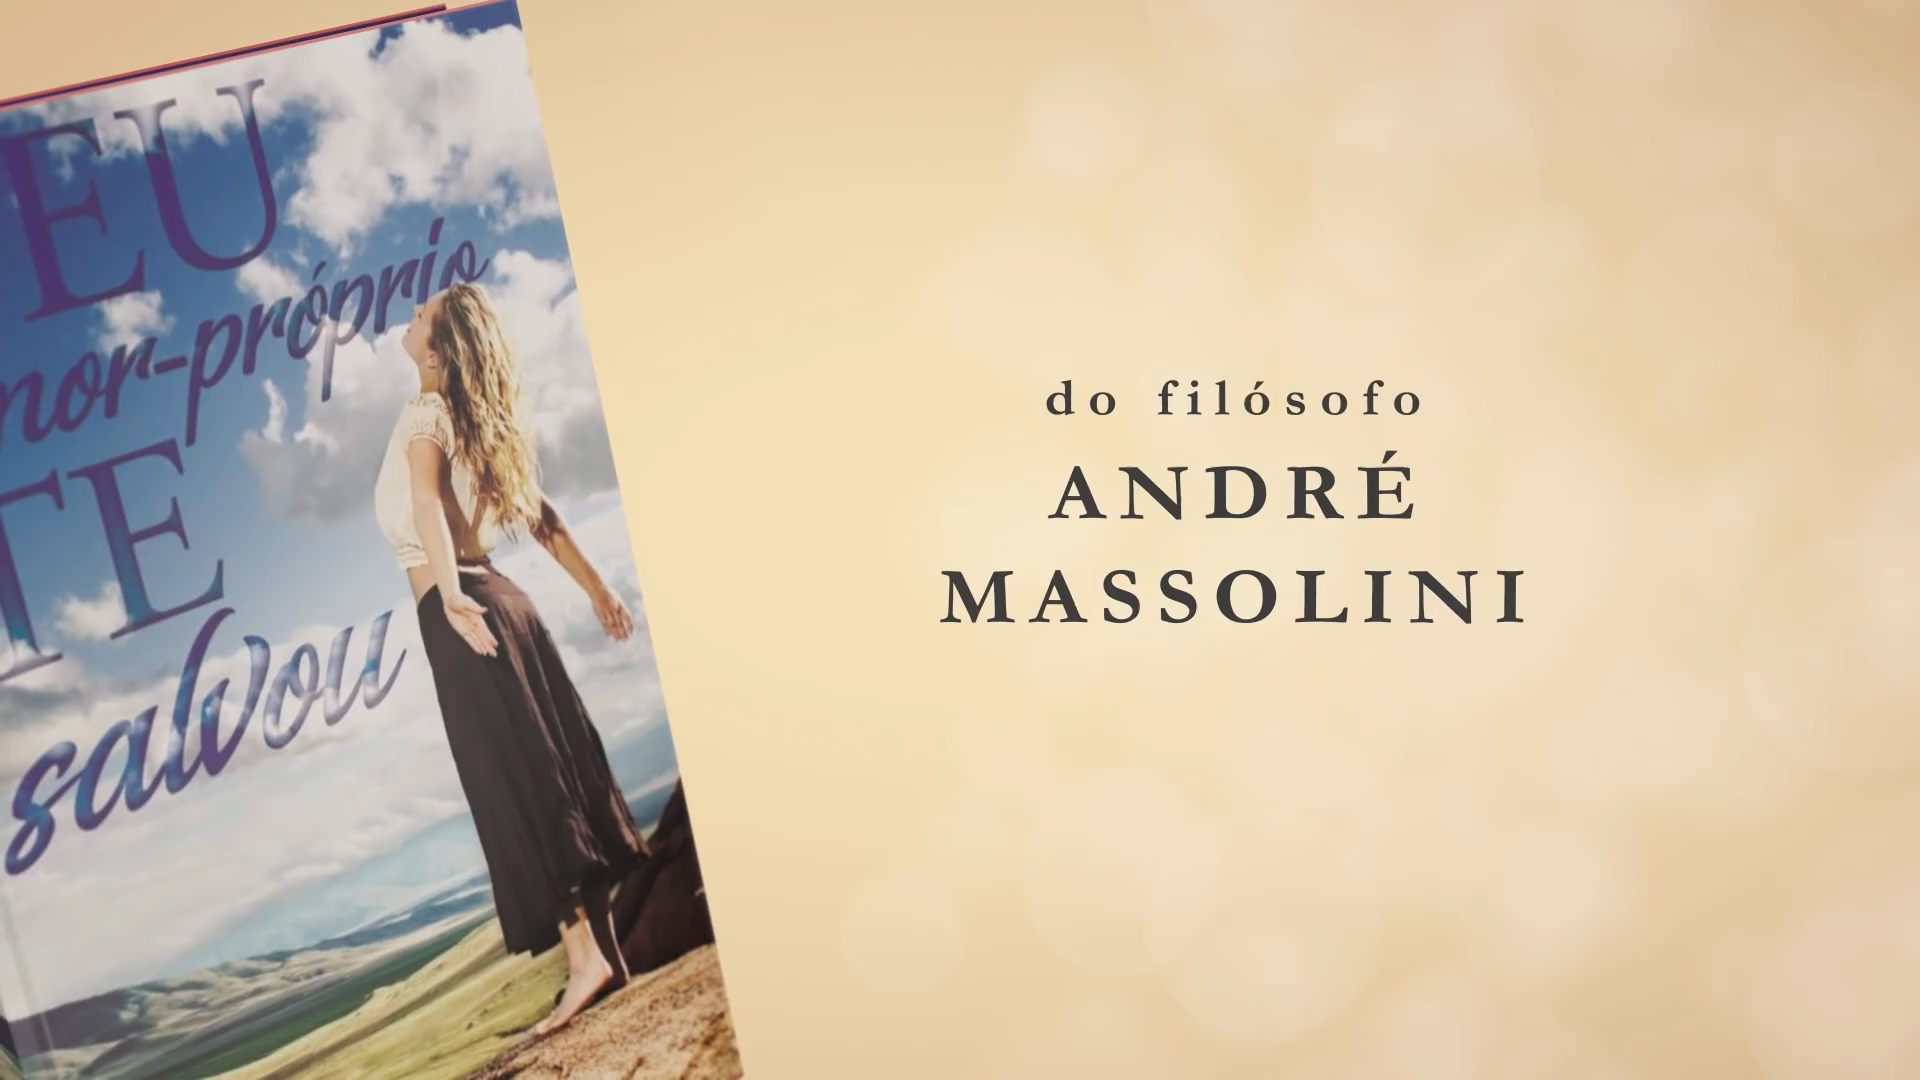 EU
mor-próprio
TE
salvou
do filósofo
ANDRÉ
MASSOLINI